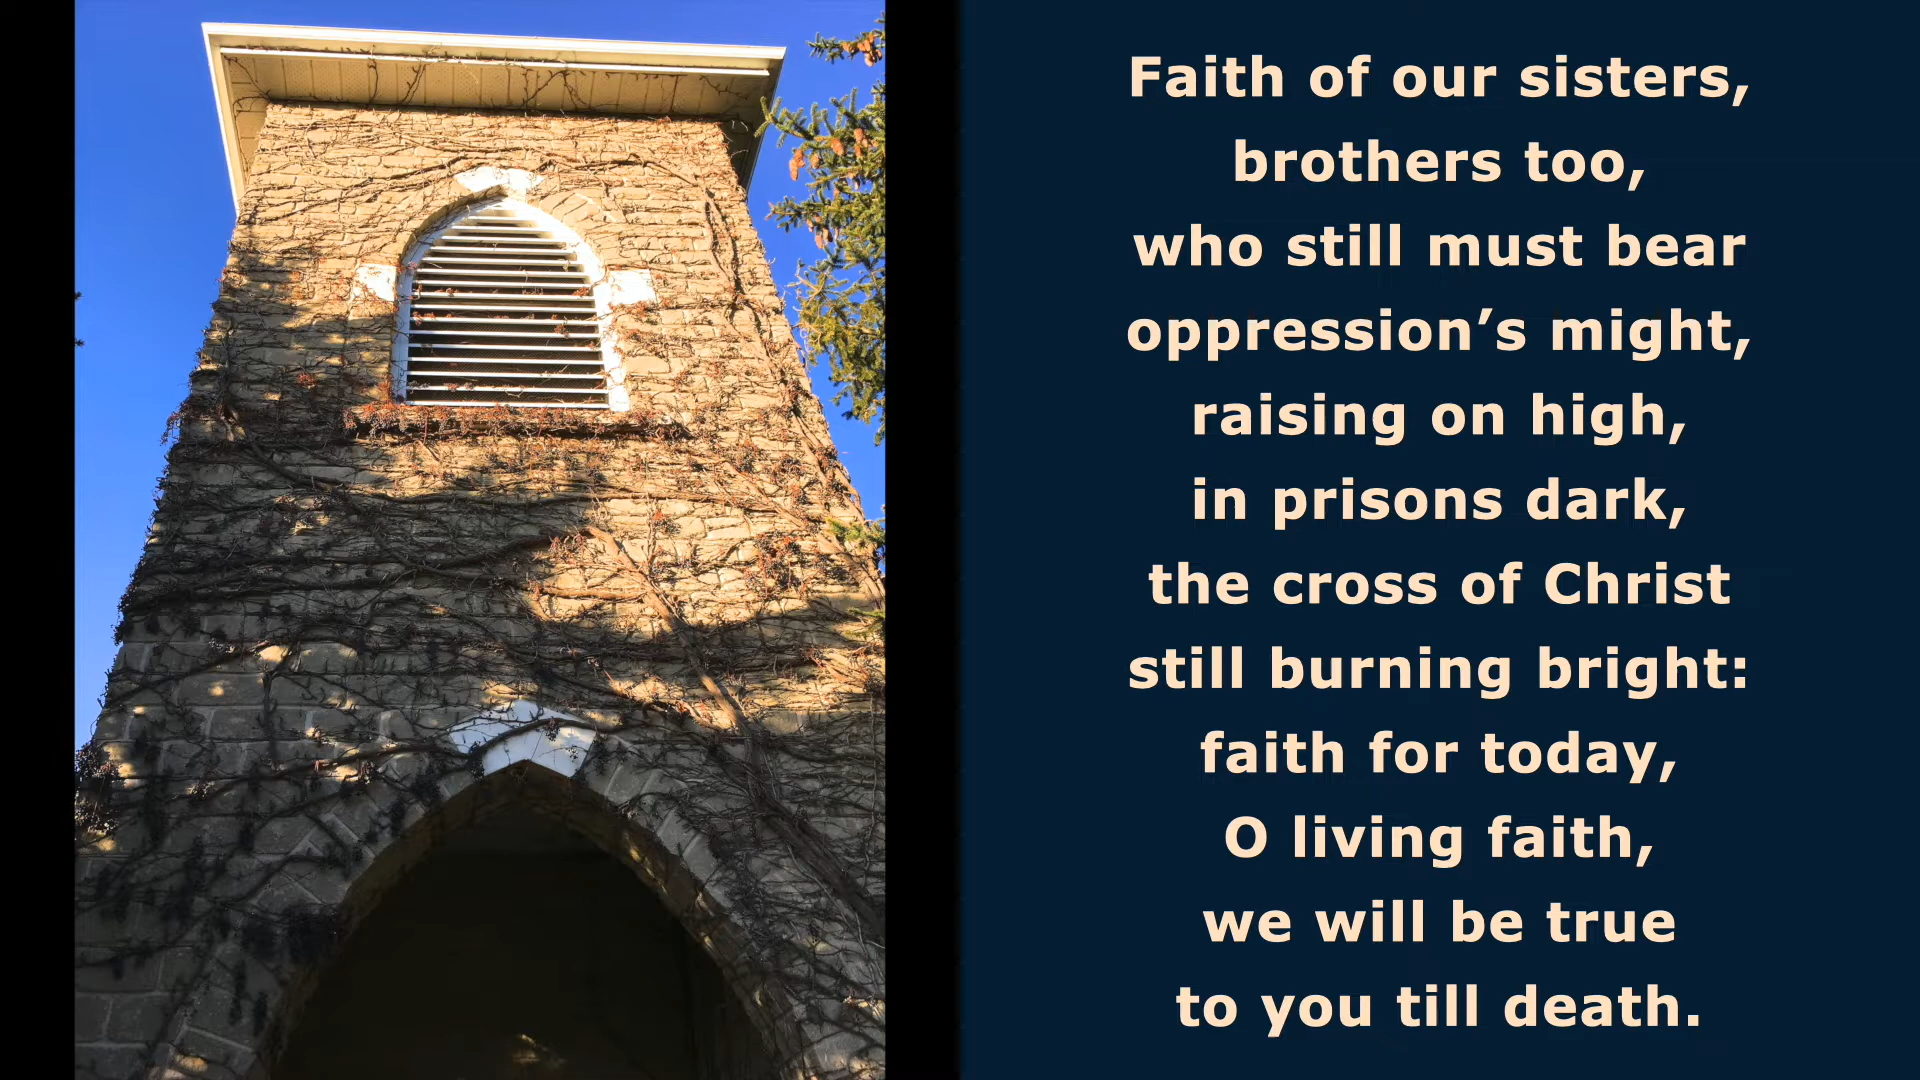 Faith of our sisters,
brothers too,
who still must bear
oppression’s might,
raising on high,
in prisons dark,
the cross of Christ
still burning bright:
faith for today,
O living faith,
we will be true
to you till death.